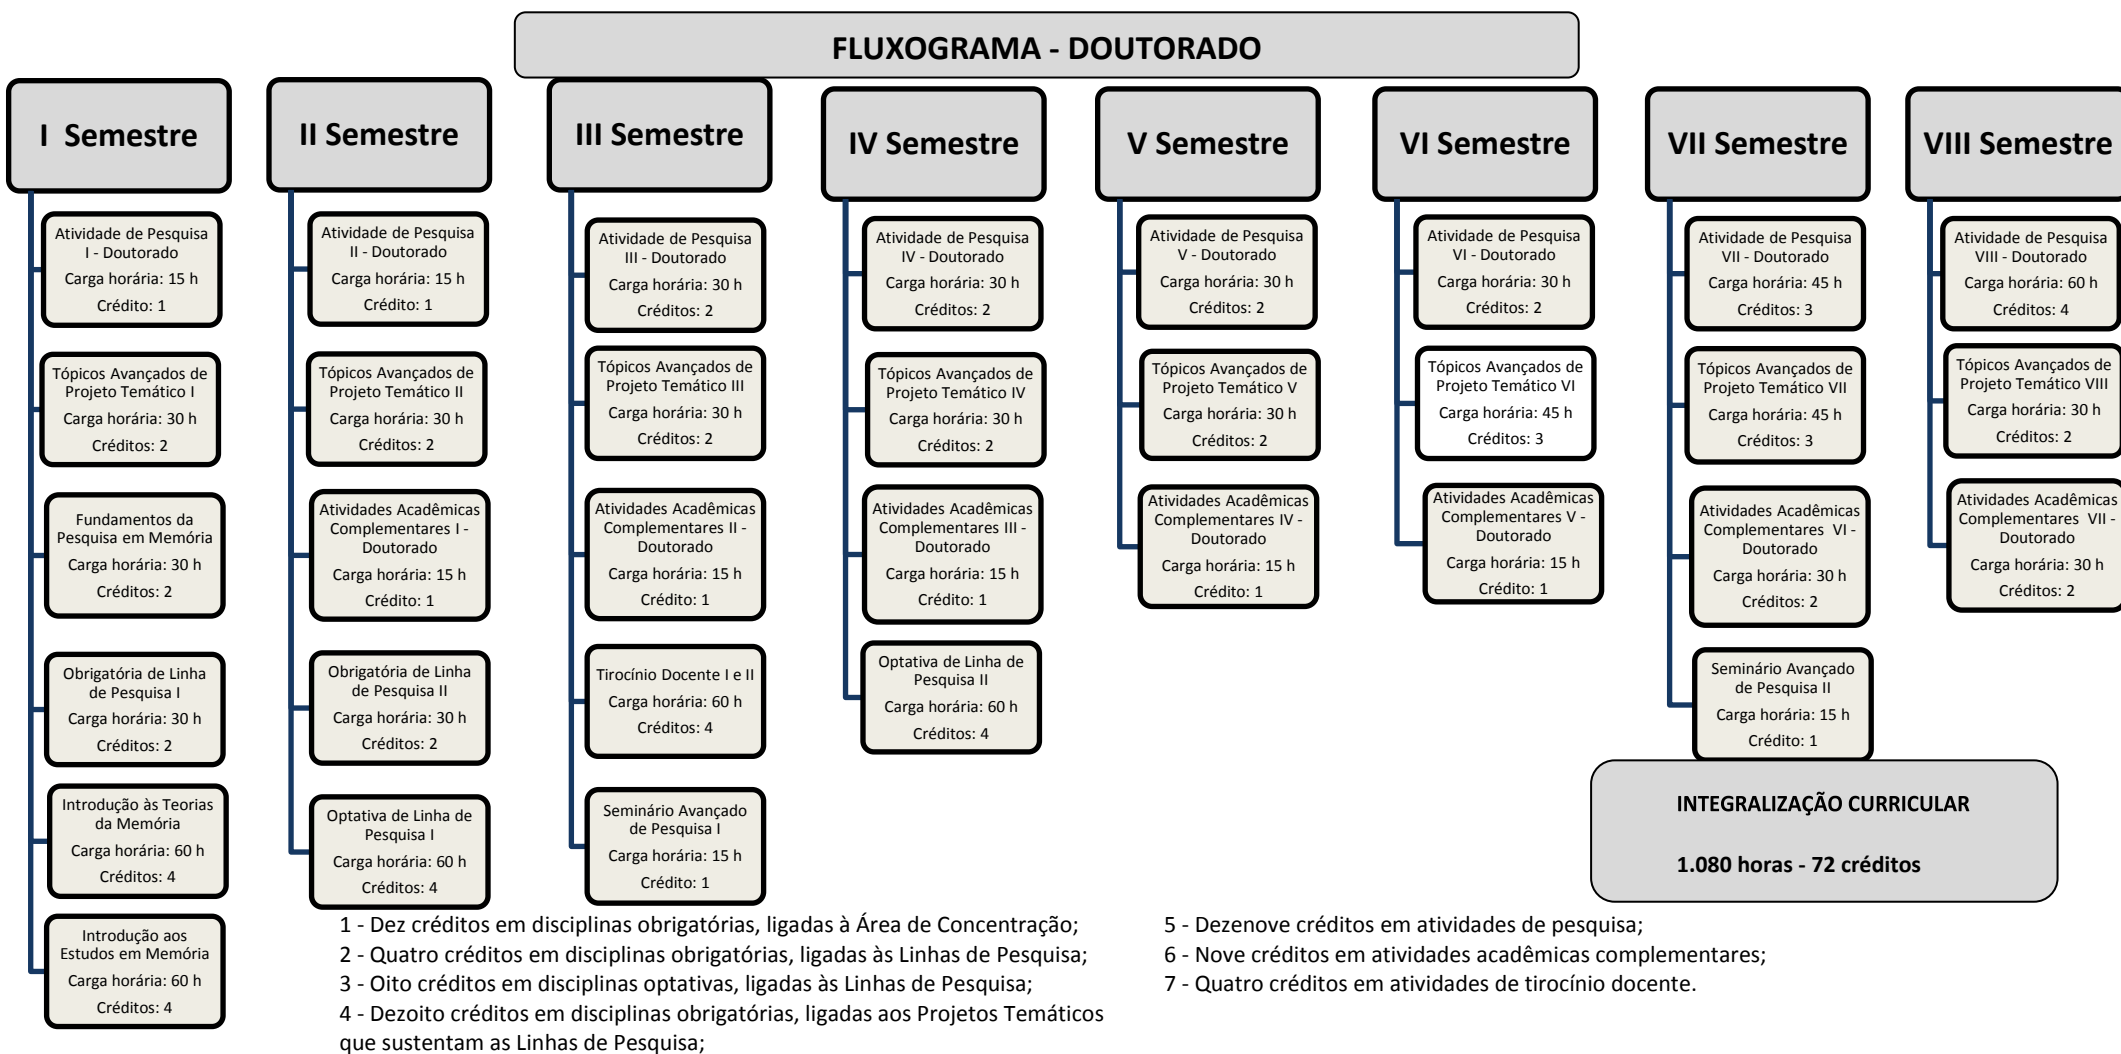 FLUXOGRAMA - DOUTORADO
I Semestre
Atividade de Pesquisa
I - Doutorado
Carga horária: 15 h
Crédito: 1
Tópicos Avançados de
Projeto Temático I
Carga horária: 30 h
Créditos: 2
Fundamentos da
Pesquisa em Memória
Carga horária: 30 h
Créditos: 2
Obrigatória de Linha
de Pesquisa I
Carga horária: 30 h
Créditos: 2
Introdução às Teorias
da Memória
Carga horária: 60 h
Créditos: 4
Introdução aos
Estudos em Memória
Carga horária: 60 h
Créditos: 4
II Semestre
Atividade de Pesquisa
II - Doutorado
Carga horária: 15 h
Crédito: 1
Tópicos Avançados de
Projeto Temático II
Carga horária: 30 h
Créditos: 2
Atividades Acadêmicas
Complementares I -
Doutorado
Carga horária: 15 h
Crédito: 1
Obrigatória de Linha
de Pesquisa II
Carga horária: 30 h
Créditos: 2
Optativa de Linha de
Pesquisa I
Carga horária: 60 h
Créditos: 4
III Semestre
Atividade de Pesquisa
III - Doutorado
Carga horária: 30 h
Créditos: 2
Tópicos Avançados de
Projeto Temático III
Carga horária: 30 h
Créditos: 2
Atividades Acadêmicas
Complementares II -
Doutorado
Carga horária: 15 h
Crédito: 1
Tirocínio Docente I e II
Carga horária: 60 h
Créditos: 4
Seminário Avançado
de Pesquisa I
Carga horária: 15 h
Crédito: 1
IV Semestre
Atividade de Pesquisa
IV - Doutorado
Carga horária: 30 h
Créditos: 2
Tópicos Avançados de
Projeto Temático IV
Carga horária: 30 h
Créditos: 2
Atividades Acadêmicas
Complementares III -
Doutorado
Carga horária: 15 h
Crédito: 1
Optativa de Linha de
Pesquisa II
Carga horária: 60 h
Créditos: 4
V Semestre
Atividade de Pesquisa
V - Doutorado
Carga horária: 30 h
Créditos: 2
Tópicos Avançados de
Projeto Temático V
Carga horária: 30 h
Créditos: 2
Atividades Acadêmicas
Complementares IV -
Doutorado
Carga horária: 15 h
Crédito: 1
VI Semestre
Atividade de Pesquisa
VI - Doutorado
Carga horária: 30 h
Créditos: 2
Tópicos Avançados de
Projeto Temático VI
Carga horária: 45 h
Créditos: 3
Atividades Acadêmicas
Complementares V -
Doutorado
Carga horária: 15 h
Crédito: 1
VII Semestre
Atividade de Pesquisa
VII - Doutorado
Carga horária: 45 h
Créditos: 3
Tópicos Avançados de
Projeto Temático VII
Carga horária: 45 h
Créditos: 3
Atividades Acadêmicas
Complementares VI -
Doutorado
Carga horária: 30 h
Créditos: 2
Seminário Avançado
de Pesquisa II
Carga horária: 15 h
Crédito: 1
VIII Semestre
Atividade de Pesquisa
VIII - Doutorado
Carga horária: 60 h
Créditos: 4
Tópicos Avançados de
Projeto Temático VIII
Carga horária: 30 h
Créditos: 2
Atividades Acadêmicas
Complementares VII -
Doutorado
Carga horária: 30 h
Créditos: 2
INTEGRALIZAÇÃO CURRICULAR
1.080 horas - 72 créditos
1 - Dez créditos em disciplinas obrigatórias, ligadas à Área de Concentração;
2 - Quatro créditos em disciplinas obrigatórias, ligadas às Linhas de Pesquisa;
3 - Oito créditos em disciplinas optativas, ligadas às Linhas de Pesquisa;
4 - Dezoito créditos em disciplinas obrigatórias, ligadas aos Projetos Temáticos
que sustentam as Linhas de Pesquisa;
5 - Dezenove créditos em atividades de pesquisa;
6 - Nove créditos em atividades acadêmicas complementares;
7 - Quatro créditos em atividades de tirocínio docente.